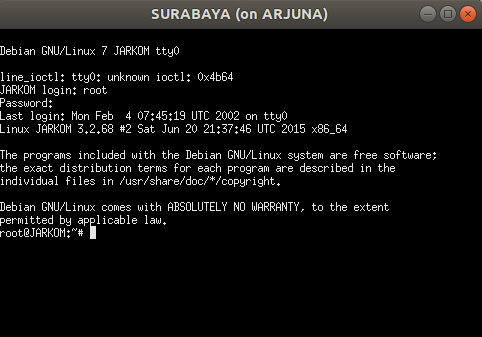 SURABAYA (on ARJUNA)
Debian GNU/Linux 7 JARKOM tty0
line_ioctl: tty0: unknown ioctl: 0x4b64
JARKOM login: root
Password:
Last login: Mon Feb  4 07:45:19 UTC 2002 on tty0
Linux JARKOM 3.2.68 #2 Sat Jun 20 21:37:46 UTC 2015 x86_64
The programs included with the Debian GNU/Linux system are free software;
the exact distribution terms for each program are described in the
individual files in /usr/share/doc/*/copyright.
Debian GNU/Linux comes with ABSOLUTELY NO WARRANTY, to the extent
permitted by applicable law.
root@JARKOM:~#